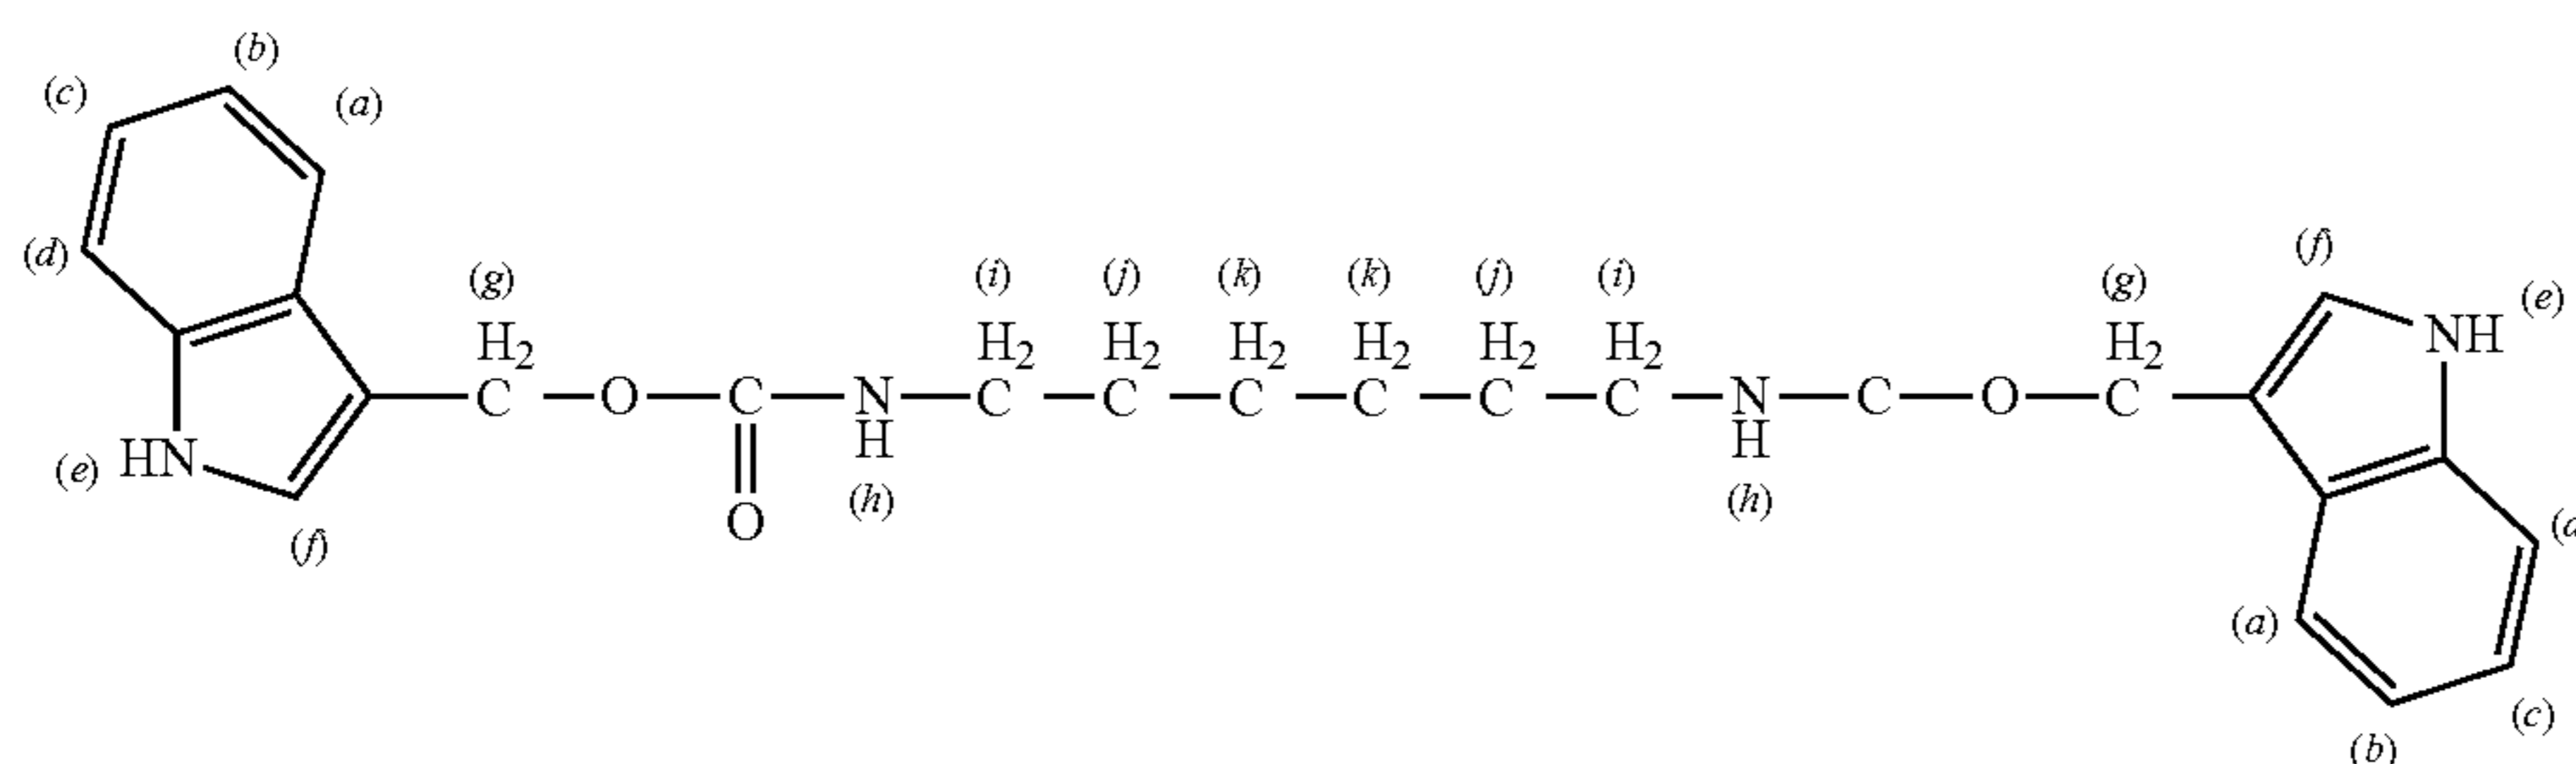 (b)
(c) (a)
(f)
(d) (g) (i) (j) (k) (k) (j) (i) (g) (e)
H2 H2 H2 H2 H2 H2 H2 H2 NH
C O C N C C C C C C N C O C
H H
(e) HN (h) (h)
O
(f)
(a)
(c)
(b)